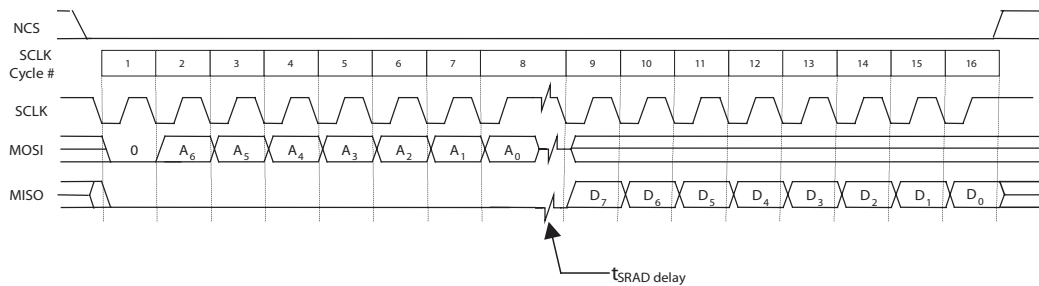 NCS
SCLK
Cycle #
1 2 3 4 5 6 7 8 9 10 11 12 13 14 15 16
SCLK
MOSI 0 A6 A5 A4 A3 A2 A1 A0
MISO D7 D6 D5 D4 D3 D2 D1 D0
tSRAD delay